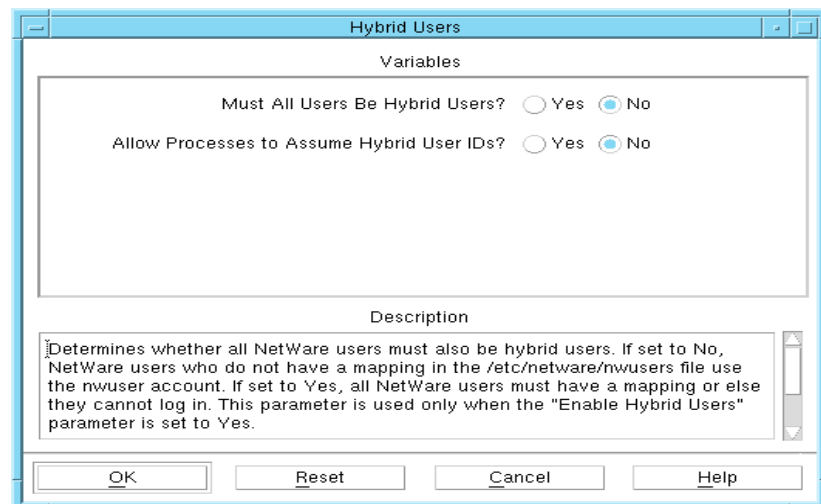 Hybrid Users
Variables
Must All Users Be Hybrid Users? Yes No
Allow Processes to Assume Hybrid User IDs? Yes No
Description
Determines whether all NetWare users must also be hybrid users. If set to No,
NetWare users who do not have a mapping in the /etc/netware/nwusers file use
the nwuser account. If set to Yes, all NetWare users must have a mapping or else
they cannot log in. This parameter is used only when the "Enable Hybrid Users"
parameter is set to Yes.
OK Reset Cancel Help